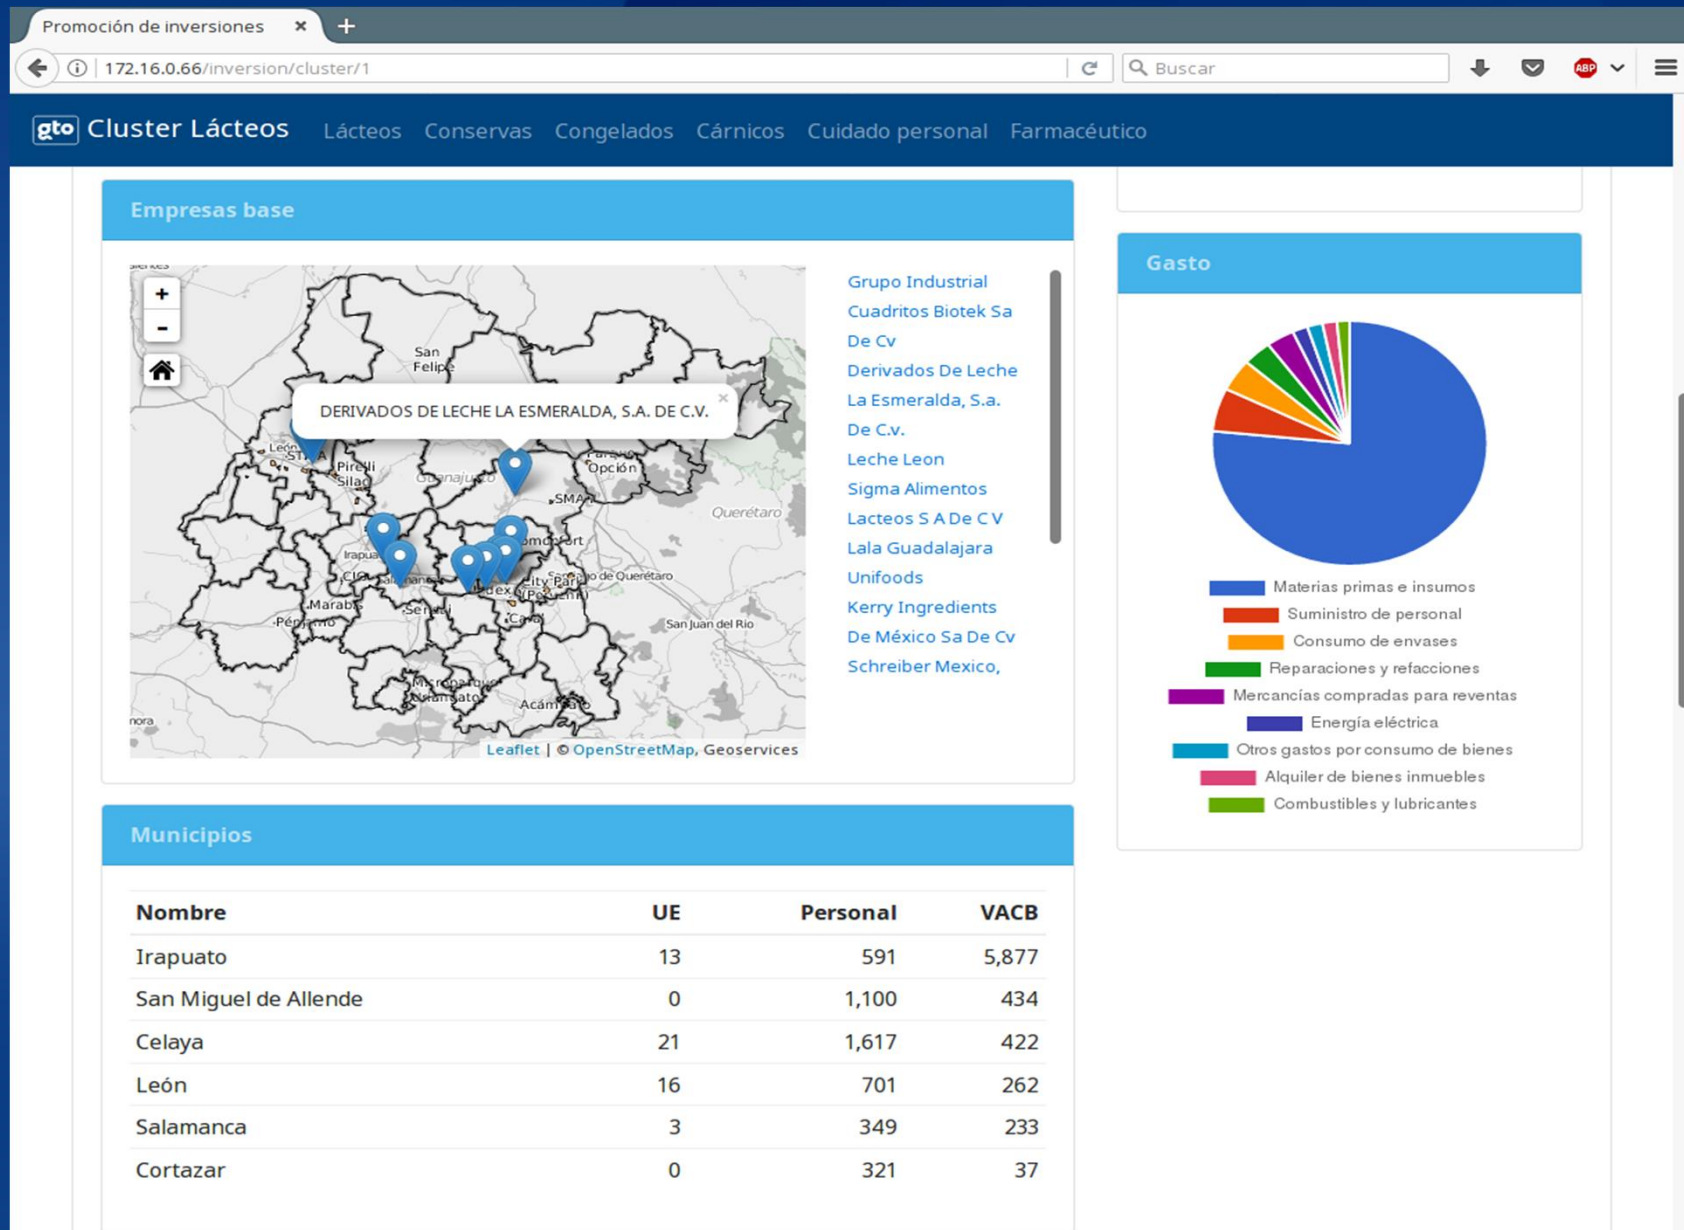 Promoción de inversiones
172.16.0.66/inversion/cluster/1
Buscar
ABP
gto Cluster Lácteos Lácteos Conservas Congelados Cárnicos Cuidado personal Farmacéutico
Empresas base
+
-
San
Felipe
DERIVADOS DE LECHE LA ESMERALDA, S.A. DE C.V.
León
Pirelli
Silao
Opción
SMA
Querétaro
Marabis
San Juan del Rio
Leaflet | © OpenStreetMap, Geoservices
Grupo Industrial
Cuadritos Biotek Sa
De Cv
Derivados De Leche
La Esmeralda, S.a.
De C.v.
Leche Leon
Sigma Alimentos
Lacteos S A De C V
Lala Guadalajara
Unifoods
Kerry Ingredients
De México Sa De Cv
Schreiber Mexico,
Gasto
Materias primas e insumos
Suministro de personal
Consumo de envases
Reparaciones y refacciones
Mercancías compradas para reventas
Energía eléctrica
Otros gastos por consumo de bienes
Alquiler de bienes inmuebles
Combustibles y lubricantes
Municipios
Nombre UE Personal VACB
Irapuato 13 591 5,877
San Miguel de Allende 0 1,100 434
Celaya 21 1,617 422
León 16 701 262
Salamanca 3 349 233
Cortazar 0 321 37